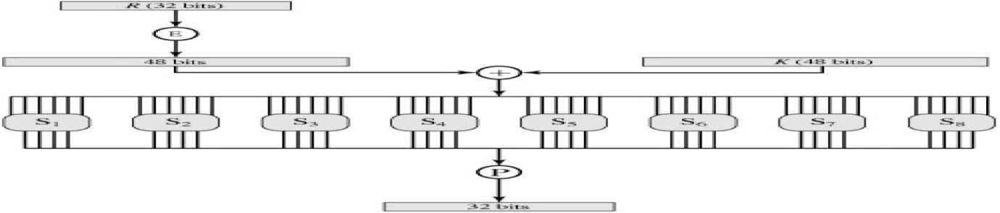 R (32 bits)
E
48 bits
K (48 bits)
+
S1 S2 S3 S4 S5 S6 S7 S8
P
32 bits